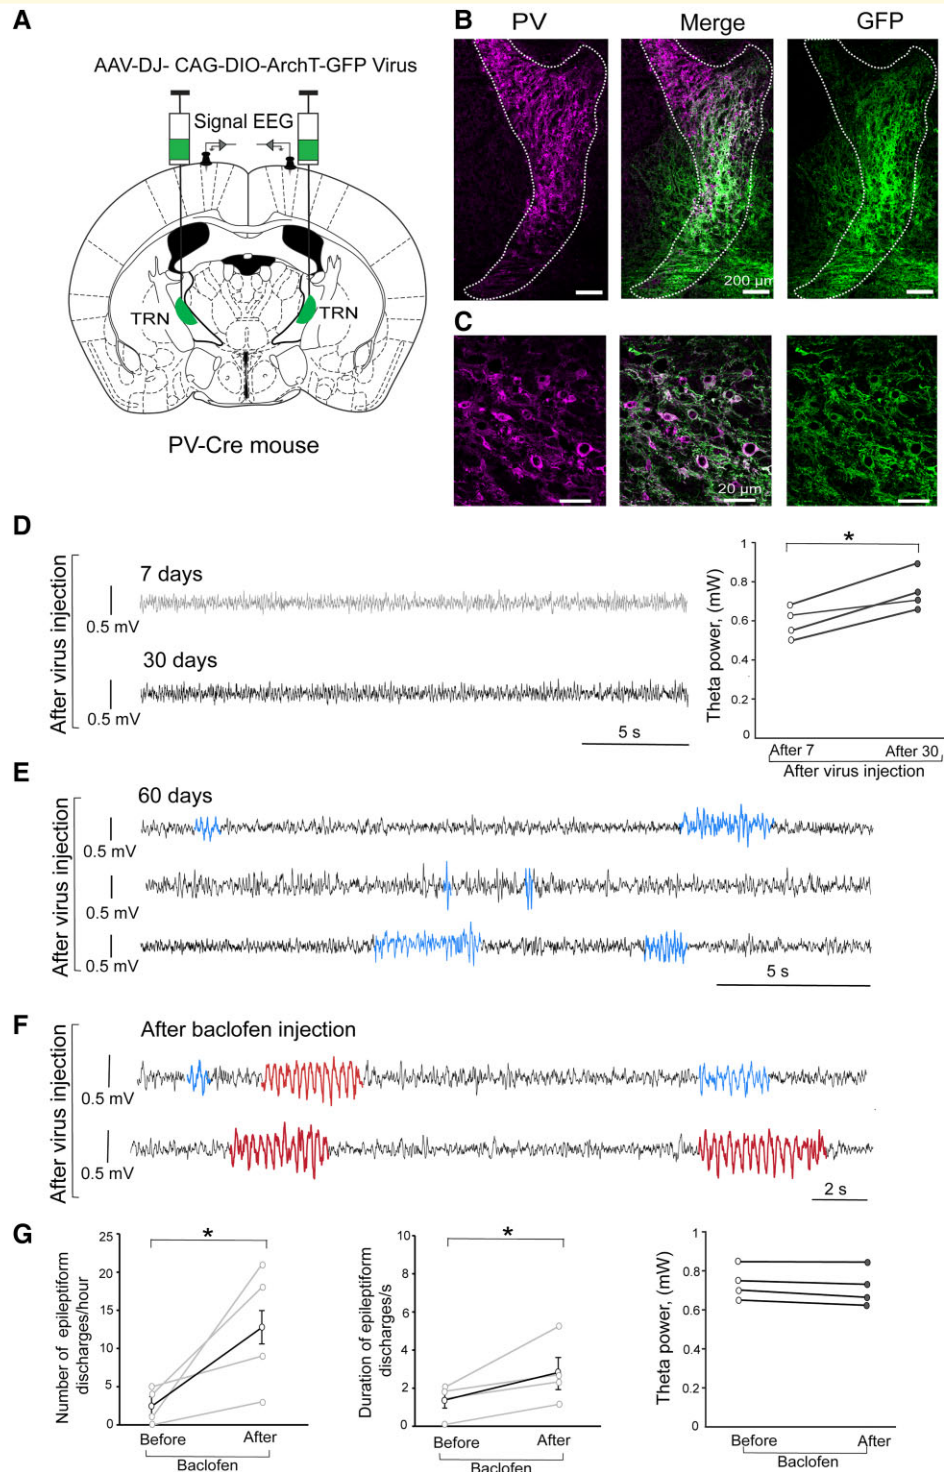 A
AAV-DJ- CAG-DIO-ArchT-GFP Virus
Signal EEG
TRN
TRN
PV-Cre mouse
B
PV
Merge
GFP
200 µm
C
20 µm
D
After virus injection
7 days
0.5 mV
30 days
0.5 mV
5 s
*
Theta power, (mW)
1
0.8
0.6
0.4
0.2
0
After 7
After 30
After virus injection
E
After virus injection
60 days
0.5 mV
0.5 mV
0.5 mV
5 s
F
After virus injection
After baclofen injection
0.5 mV
0.5 mV
2 s
G
Number of epileptiform
discharges/hour
25
20
15
10
5
0
*
Before
After
Baclofen
Duration of epileptiform
discharges/s
10
8
6
4
2
0
*
Before
After
Baclofen
Theta power, (mW)
1
0.8
0.6
0.4
0.2
0
Before
After
Baclofen